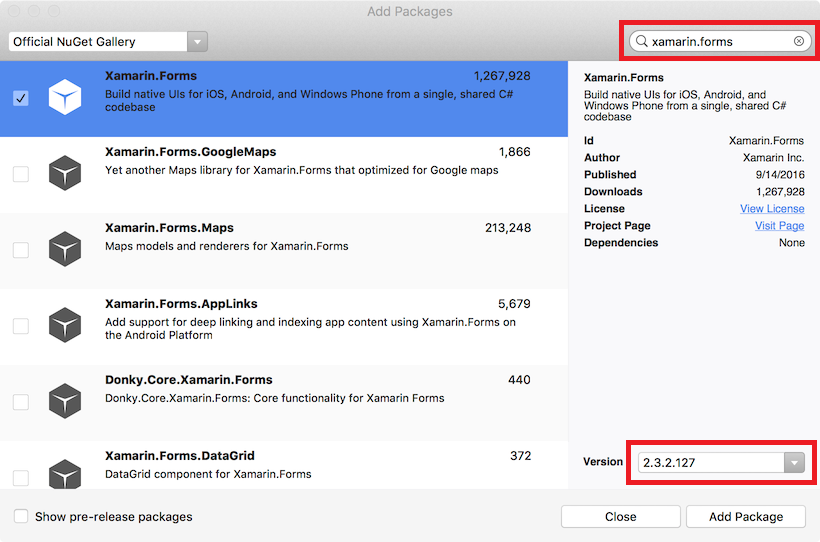 Add Packages
Official NuGet Gallery
xamarin.forms
Xamarin.Forms 1,267,928
Build native UIs for iOS, Android, and Windows Phone from a single, shared C#
codebase
Xamarin.Forms.GoogleMaps 1,866
Yet another Maps library for Xamarin.Forms that optimized for Google maps
Xamarin.Forms.Maps 213,248
Maps models and renderers for Xamarin.Forms
Xamarin.Forms.AppLinks 5,679
Add support for deep linking and indexing app content using Xamarin.Forms on
the Android Platform
Donky.Core.Xamarin.Forms 440
Donky.Core.Xamarin.Forms: Core functionality for Xamarin Forms
Xamarin.Forms.DataGrid 372
DataGrid component for Xamarin.Forms
Xamarin.Forms
Build native UIs for iOS, Android, and
Windows Phone from a single, shared C#
codebase
Id Xamarin.Forms
Author Xamarin Inc.
Published 9/14/2016
Downloads 1,267,928
License View License
Project Page Visit Page
Dependencies None
Version 2.3.2.127
Show pre-release packages
Close
Add Package